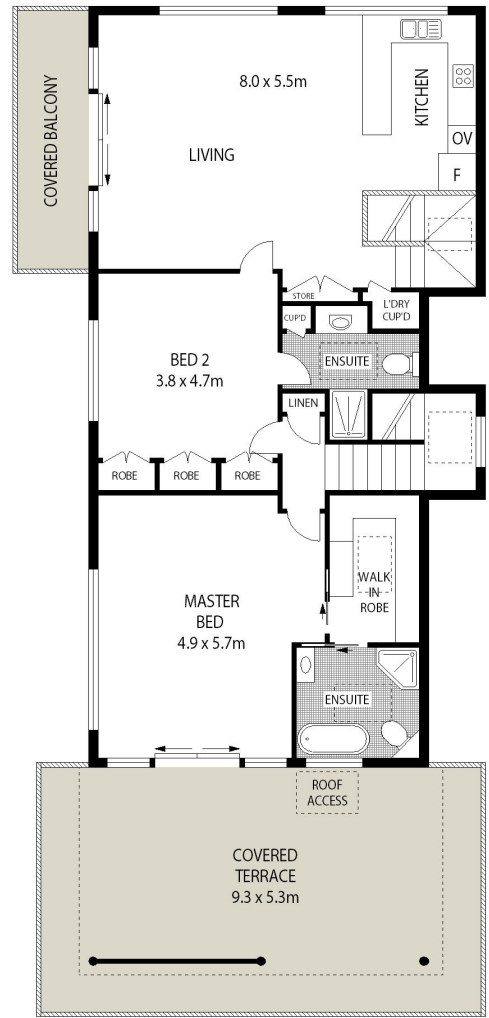 8.0 x 5.5m
KITCHEN
COVERED BALCONY
OV
LIVING
F
STORE
L'DRY
CUP'D
CUP'D
BED 2
3.8 x 4.7m
ENSUITE
LINEN
ROBE
ROBE
ROBE
WALK
IN
ROBE
MASTER
BED
4.9 x 5.7m
ENSUITE
ROOF
ACCESS
COVERED
TERRACE
9.3 x 5.3m